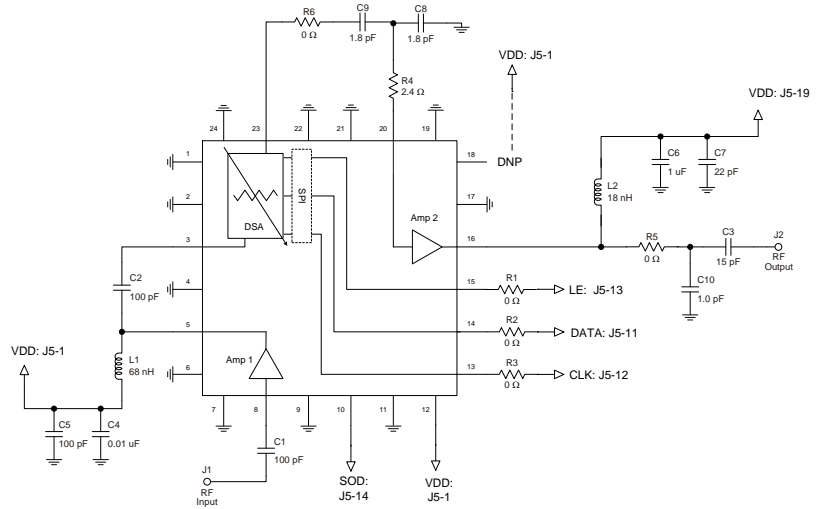 R6
0 Ω
C9
1.8 pF
C8
1.8 pF
R4
2.4 Ω
VDD: J5-1
VDD: J5-19
24
23
22
21
20
19
1
2
3
4
5
6
18
17
16
15
14
13
7
8
9
10
11
12
DNP
DSA
SPI
Amp 2
Amp 1
C6
1 uF
C7
22 pF
L2
18 nH
R5
0 Ω
C3
15 pF
J2
RF
Output
C10
1.0 pF
C2
100 pF
R1
0 Ω
LE: J5-13
R2
0 Ω
DATA: J5-11
R3
0 Ω
CLK: J5-12
VDD: J5-1
L1
68 nH
C5
100 pF
C4
0.01 uF
C1
100 pF
J1
RF
Input
SOD:
J5-14
VDD:
J5-1